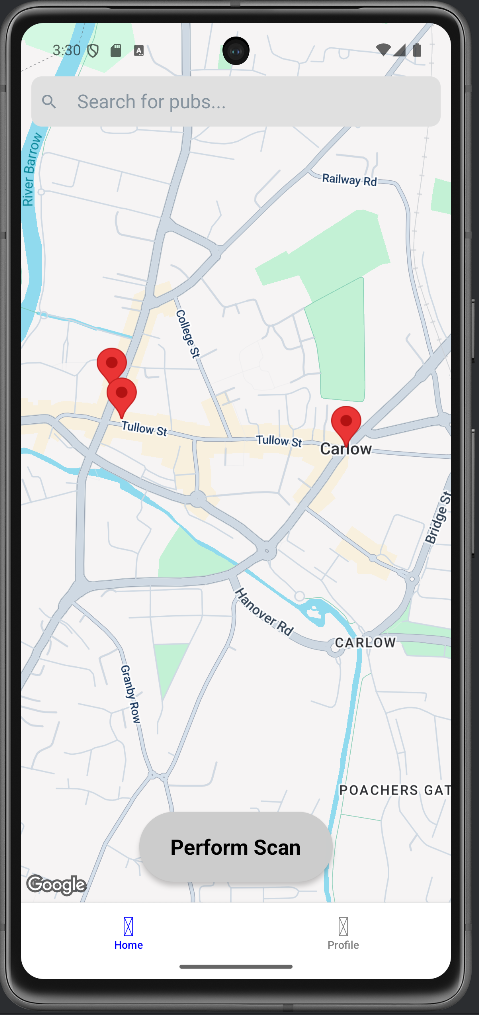 3:30
A
Search for pubs...
River Barrow
Railway Rd
College St
Tullow St
Tullow St
Carlow
Bridge St
Hanover Rd
CARLOW
Granby Row
POACHERS GAT
Perform Scan
Google
Home
Profile